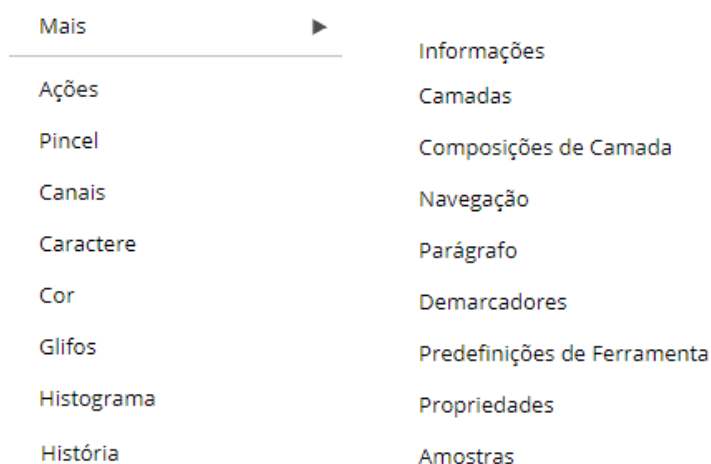 Mais
Ações
Pincel
Canais
Caractere
Cor
Glifos
Histograma
História
Informações
Camadas
Composições de Camada
Navegação
Parágrafo
Demarcadores
Predefinições de Ferramenta
Propriedades
Amostras